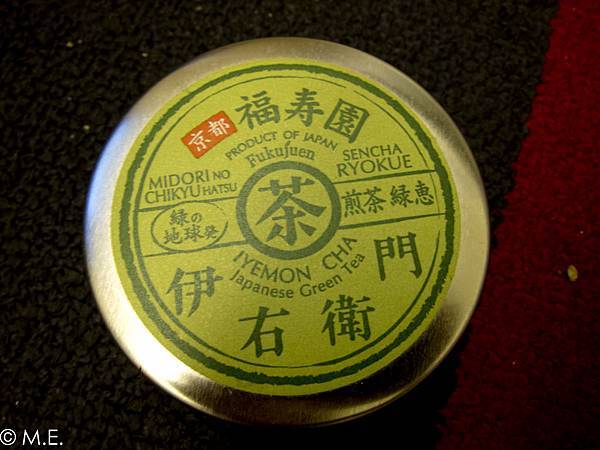 京都
福寿園
PRODUCT OF JAPAN
Fukujuen
MIDORI NO
CHIKYU HATSU
SENCHA
RYOKUE
緑の
地球発
茶
煎茶 緑恵
IYEMON CHA
Japanese Green Tea
伊右衛門
© M.E.